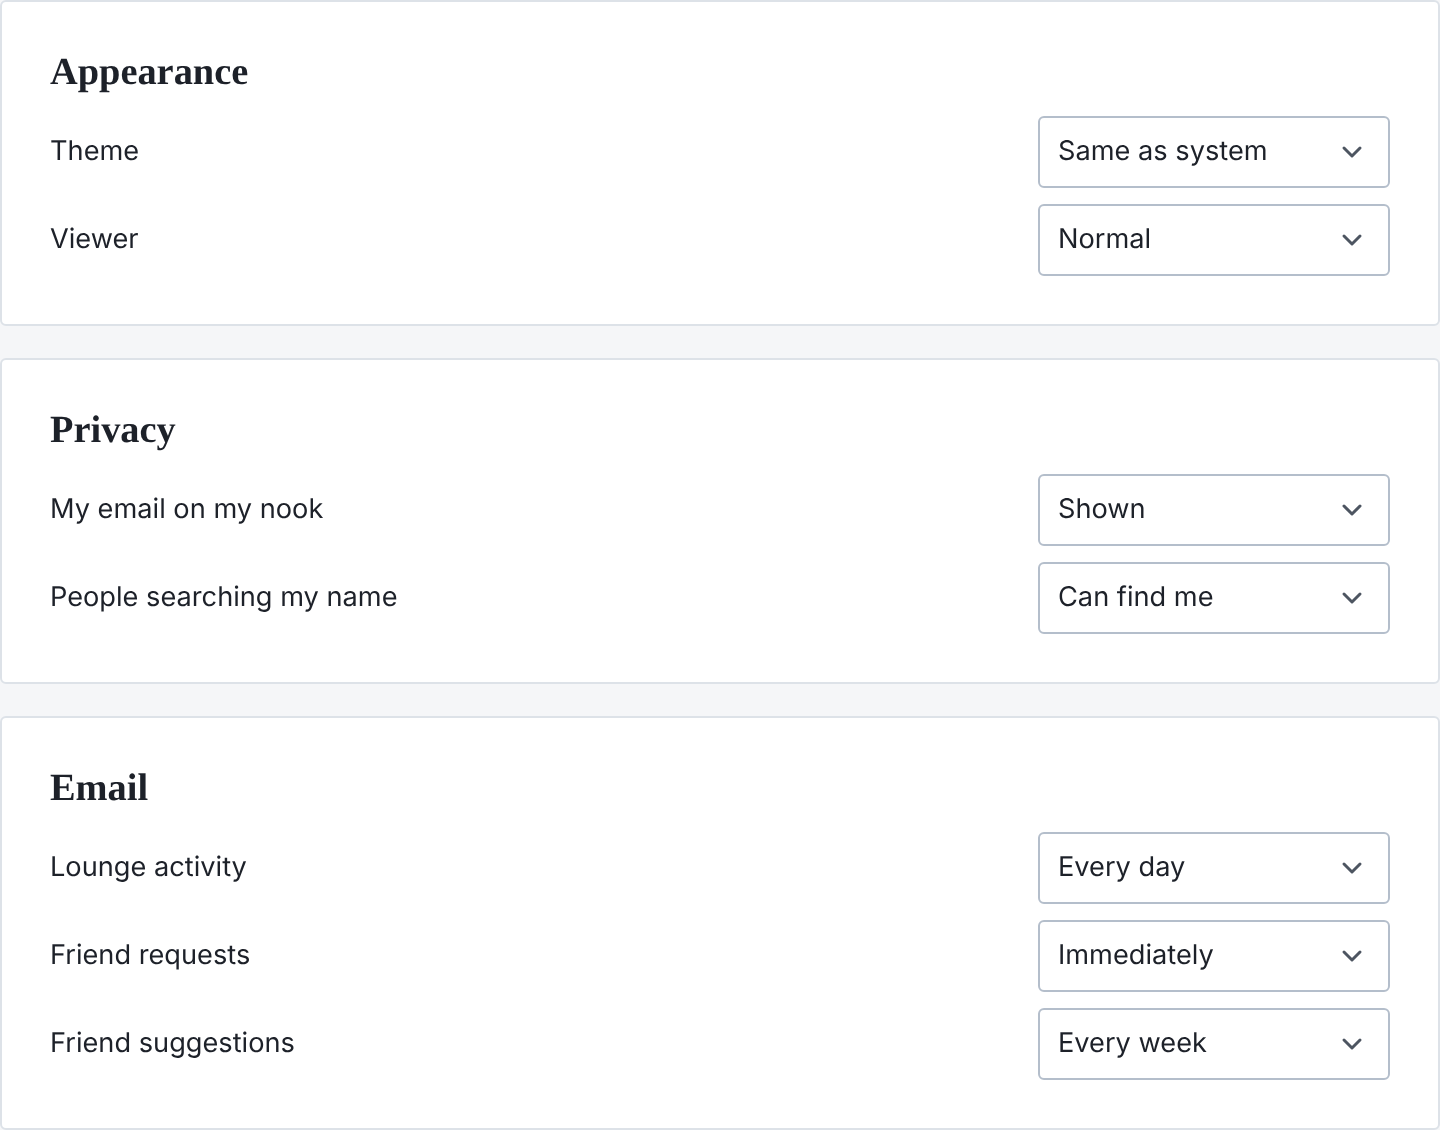 Appearance
Theme
Same as system
Viewer
Normal
Privacy
My email on my nook
Shown
People searching my name
Can find me
Email
Lounge activity
Every day
Friend requests
Immediately
Friend suggestions
Every week